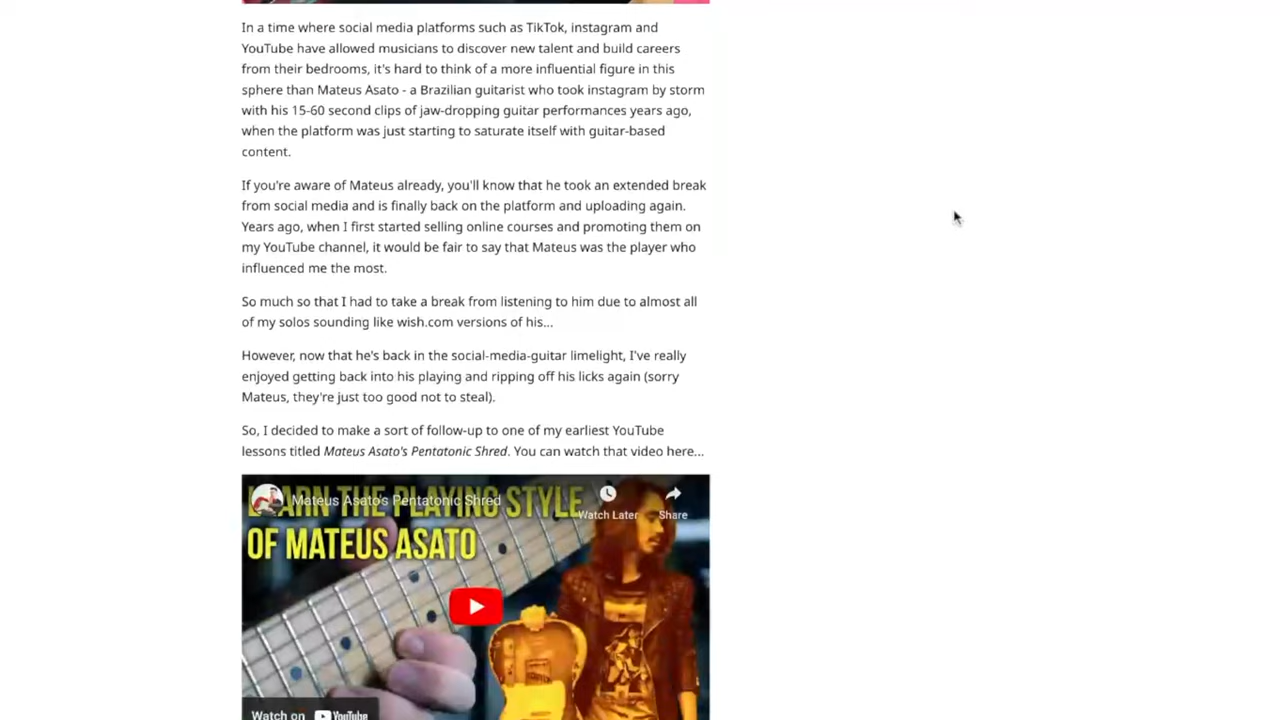 In a time where social media platforms such as TikTok, instagram and
YouTube have allowed musicians to discover new talent and build careers
from their bedrooms, it's hard to think of a more influential figure in this
sphere than Mateus Asato - a Brazilian guitarist who took instagram by storm
with his 15-60 second clips of jaw-dropping guitar performances years ago,
when the platform was just starting to saturate itself with guitar-based
content.
If you're aware of Mateus already, you'll know that he took an extended break
from social media and is finally back on the platform and uploading again.
Years ago, when I first started selling online courses and promoting them on
my YouTube channel, it would be fair to say that Mateus was the player who
influenced me the most.
So much so that I had to take a break from listening to him due to almost all
of my solos sounding like wish.com versions of his...
However, now that he's back in the social-media-guitar limelight, I've really
enjoyed getting back into his playing and ripping off his licks again (sorry
Mateus, they're just too good not to steal).
So, I decided to make a sort of follow-up to one of my earliest YouTube
lessons titled Mateus Asato's Pentatonic Shred. You can watch that video here...
Mateus Asato's Pentatonic Shred
LEARN THE PLAYING STYLE
Watch Later Share
OF MATEUS ASATO
Watch on YouTube